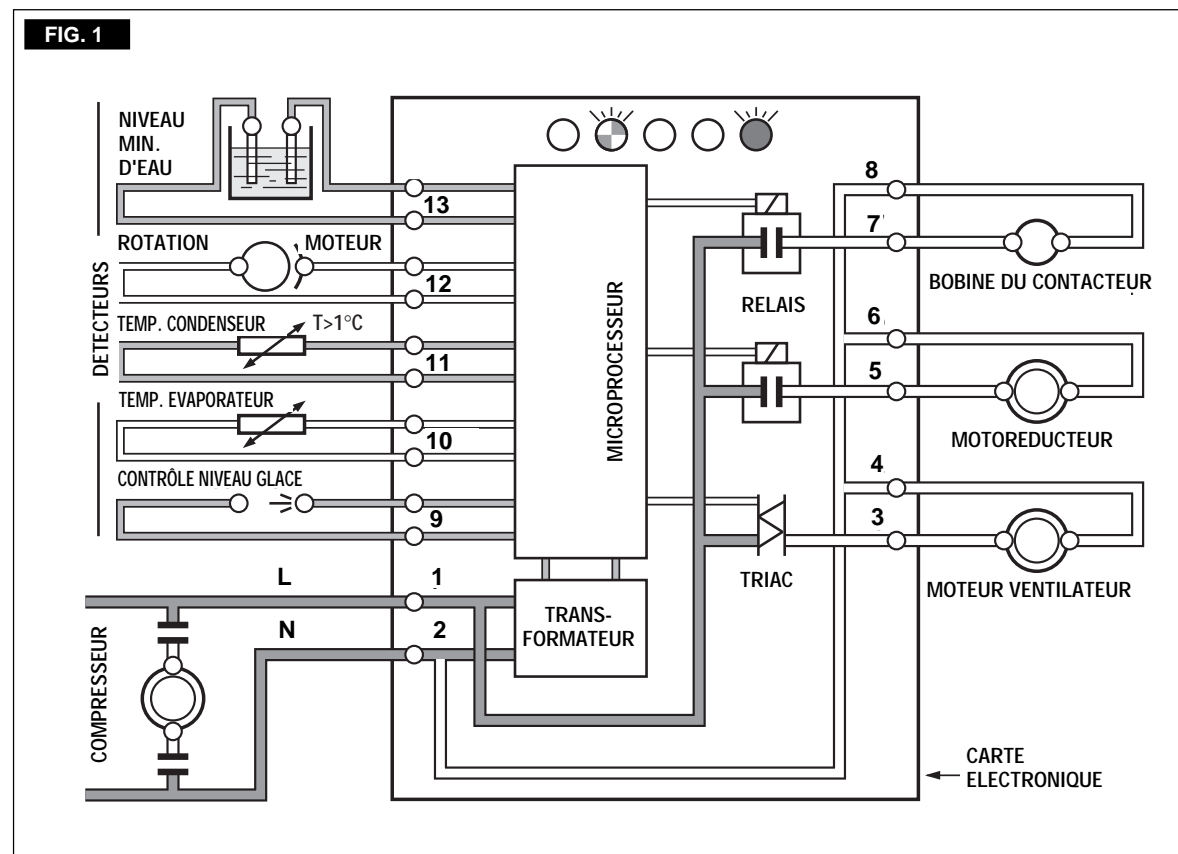 FIG. 1
NIVEAU
MIN.
D'EAU
13
ROTATION MOTEUR
12
TEMP. CONDENSEUR T>1°C
11
TEMP. EVAPORATEUR
10
CONTRÔLE NIVEAU GLACE
9
DETECTEURS
L
1
N
2
COMPRESSEUR
MICROPROCESSEUR
TRANS-
FORMATEUR
RELAIS
TRIAC
8
7
BOBINE DU CONTACTEUR
6
5
MOTOREDUCTEUR
4
3
MOTEUR VENTILATEUR
CARTE
ELECTRONIQUE